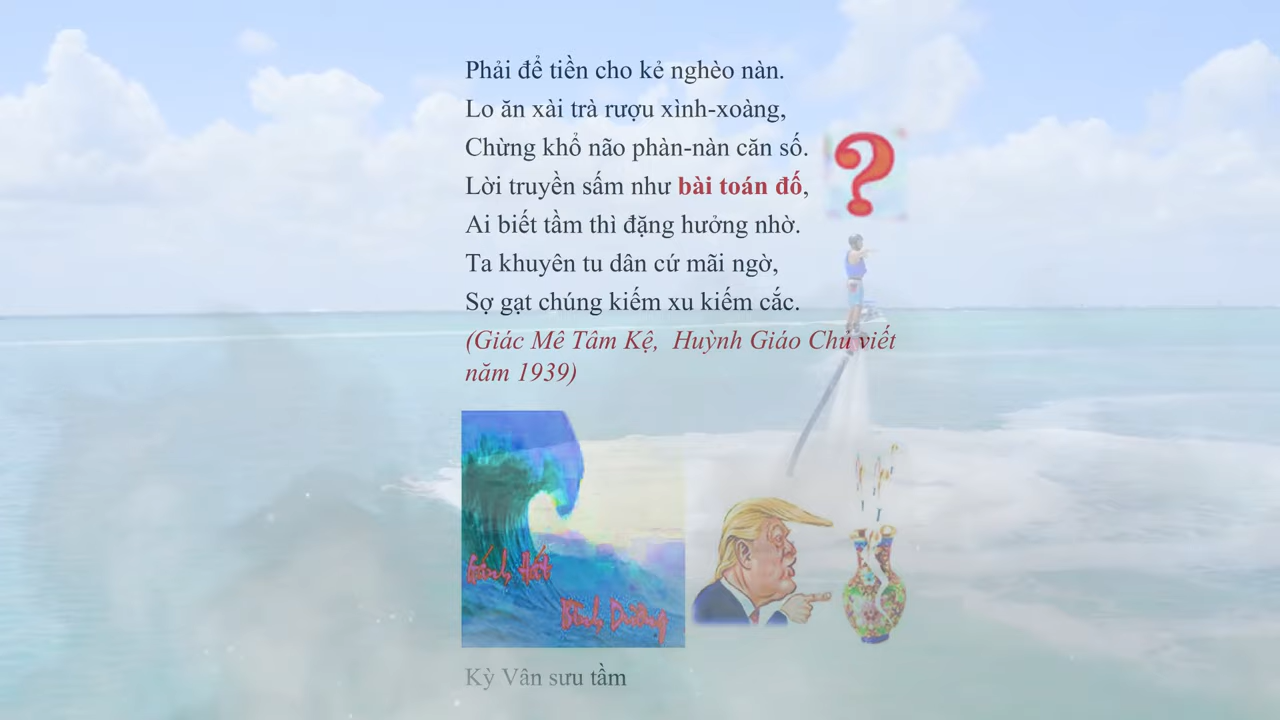 Phải để tiền cho kẻ nghèo nàn.
Lo ăn xài trà rượu xình-xoàng,
Chừng khổ não phàn-nàn căn số.
Lời truyền sấm như bài toán đố,
Ai biết tầm thì đặng hưởng nhờ.
Ta khuyên tu dân cứ mãi ngờ,
Sợ gạt chúng kiếm xu kiếm cắc.
(Giác Mê Tâm Kệ, Huỳnh Giáo Chủ viết
năm 1939)
?
Bình Dương
Kỳ Vân sưu tầm